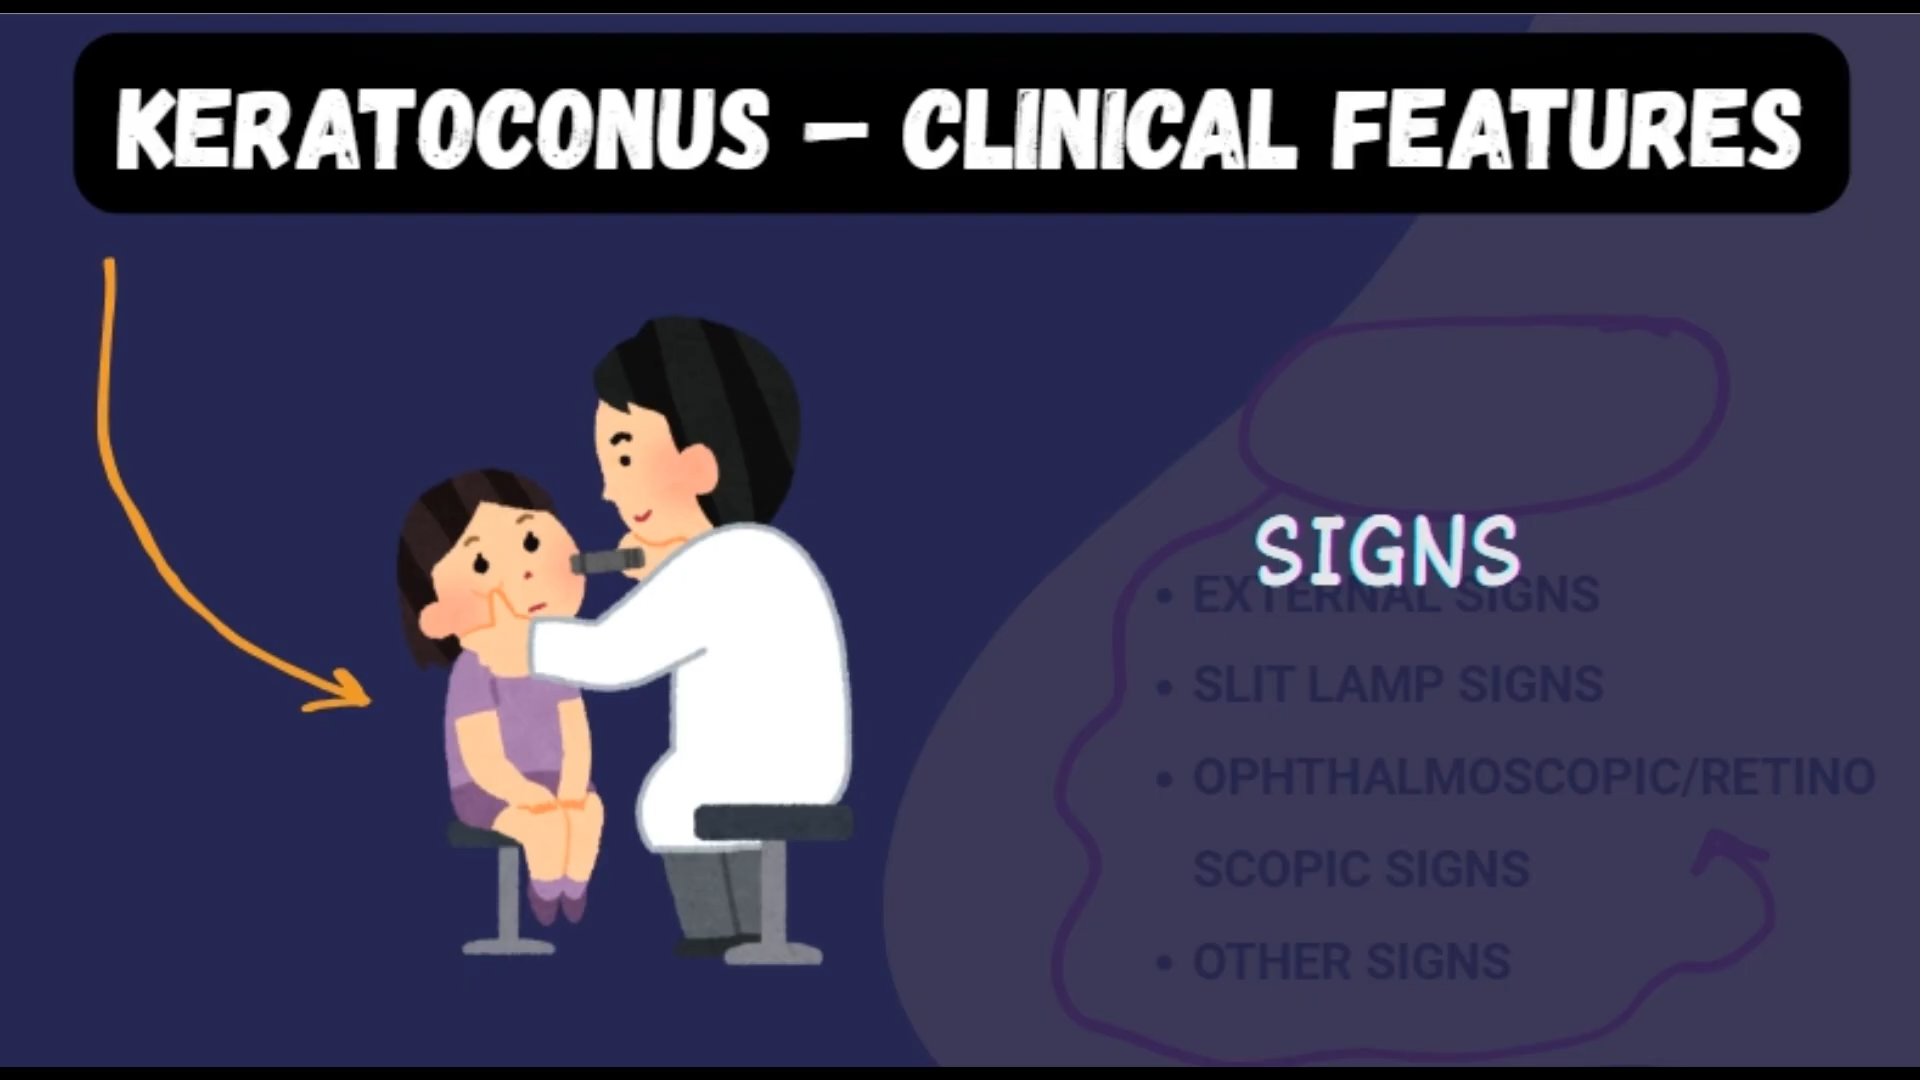 KERATOCONUS – CLINICAL FEATURES
SIGNS
• EXTERNAL SIGNS
• SLIT LAMP SIGNS
• OPHTHALMOSCOPIC/RETINO
SCOPIC SIGNS
• OTHER SIGNS